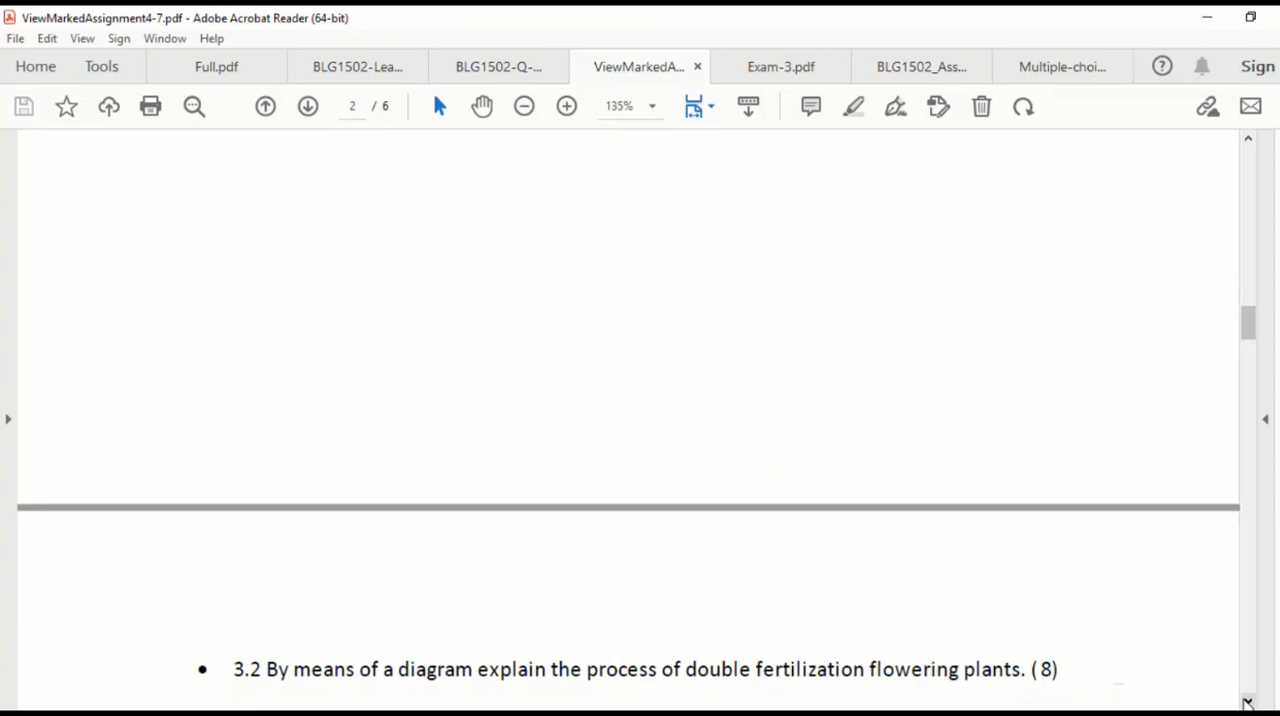 ViewMarkedAssignment4-7.pdf - Adobe Acrobat Reader (64-bit)
File Edit View Sign Window Help
Home Tools Full.pdf BLG1502-Lea... BLG1502-Q-... ViewMarkedA... Exam-3.pdf BLG1502_Ass... Multiple-choi... Sign
2 / 6 135%
• 3.2 By means of a diagram explain the process of double fertilization flowering plants. ( 8)